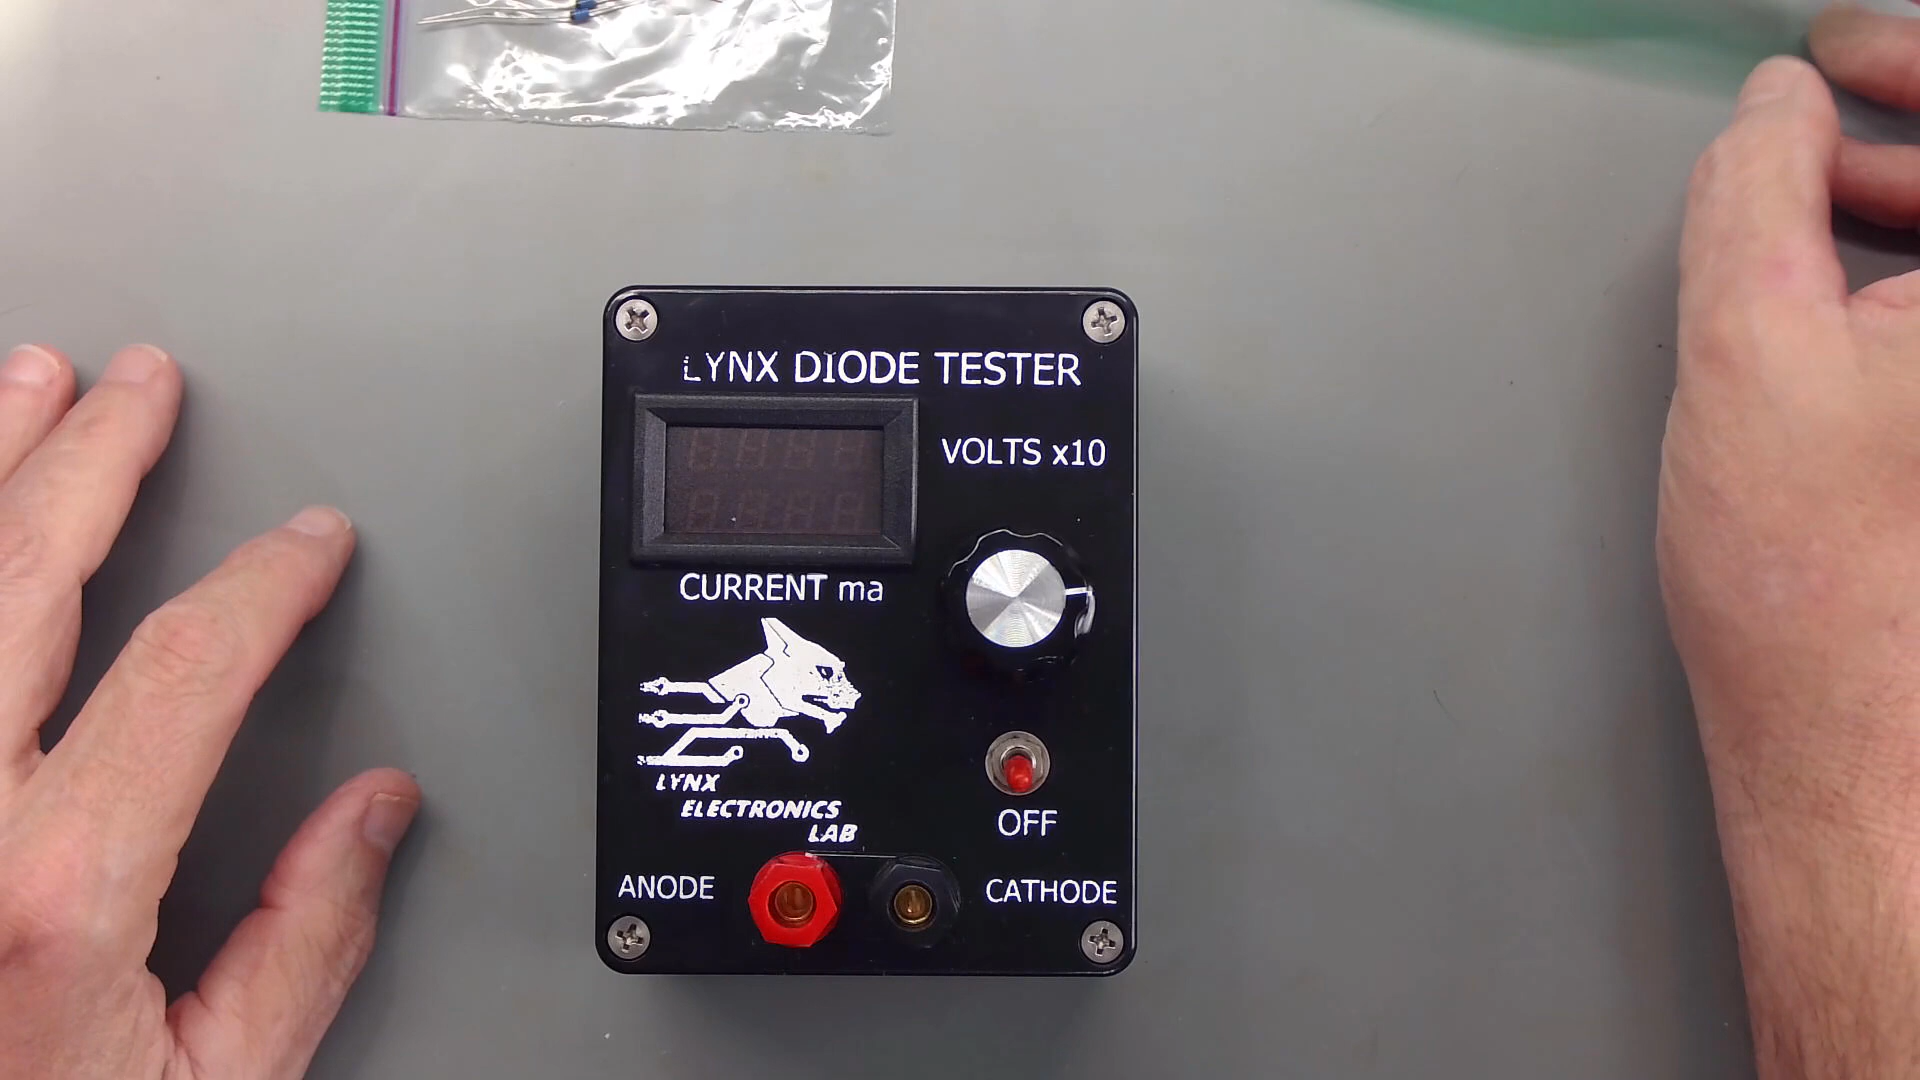 LYNX DIODE TESTER
VOLTS x10
CURRENT ma
LYNX
ELECTRONICS
LAB
OFF
ANODE
CATHODE